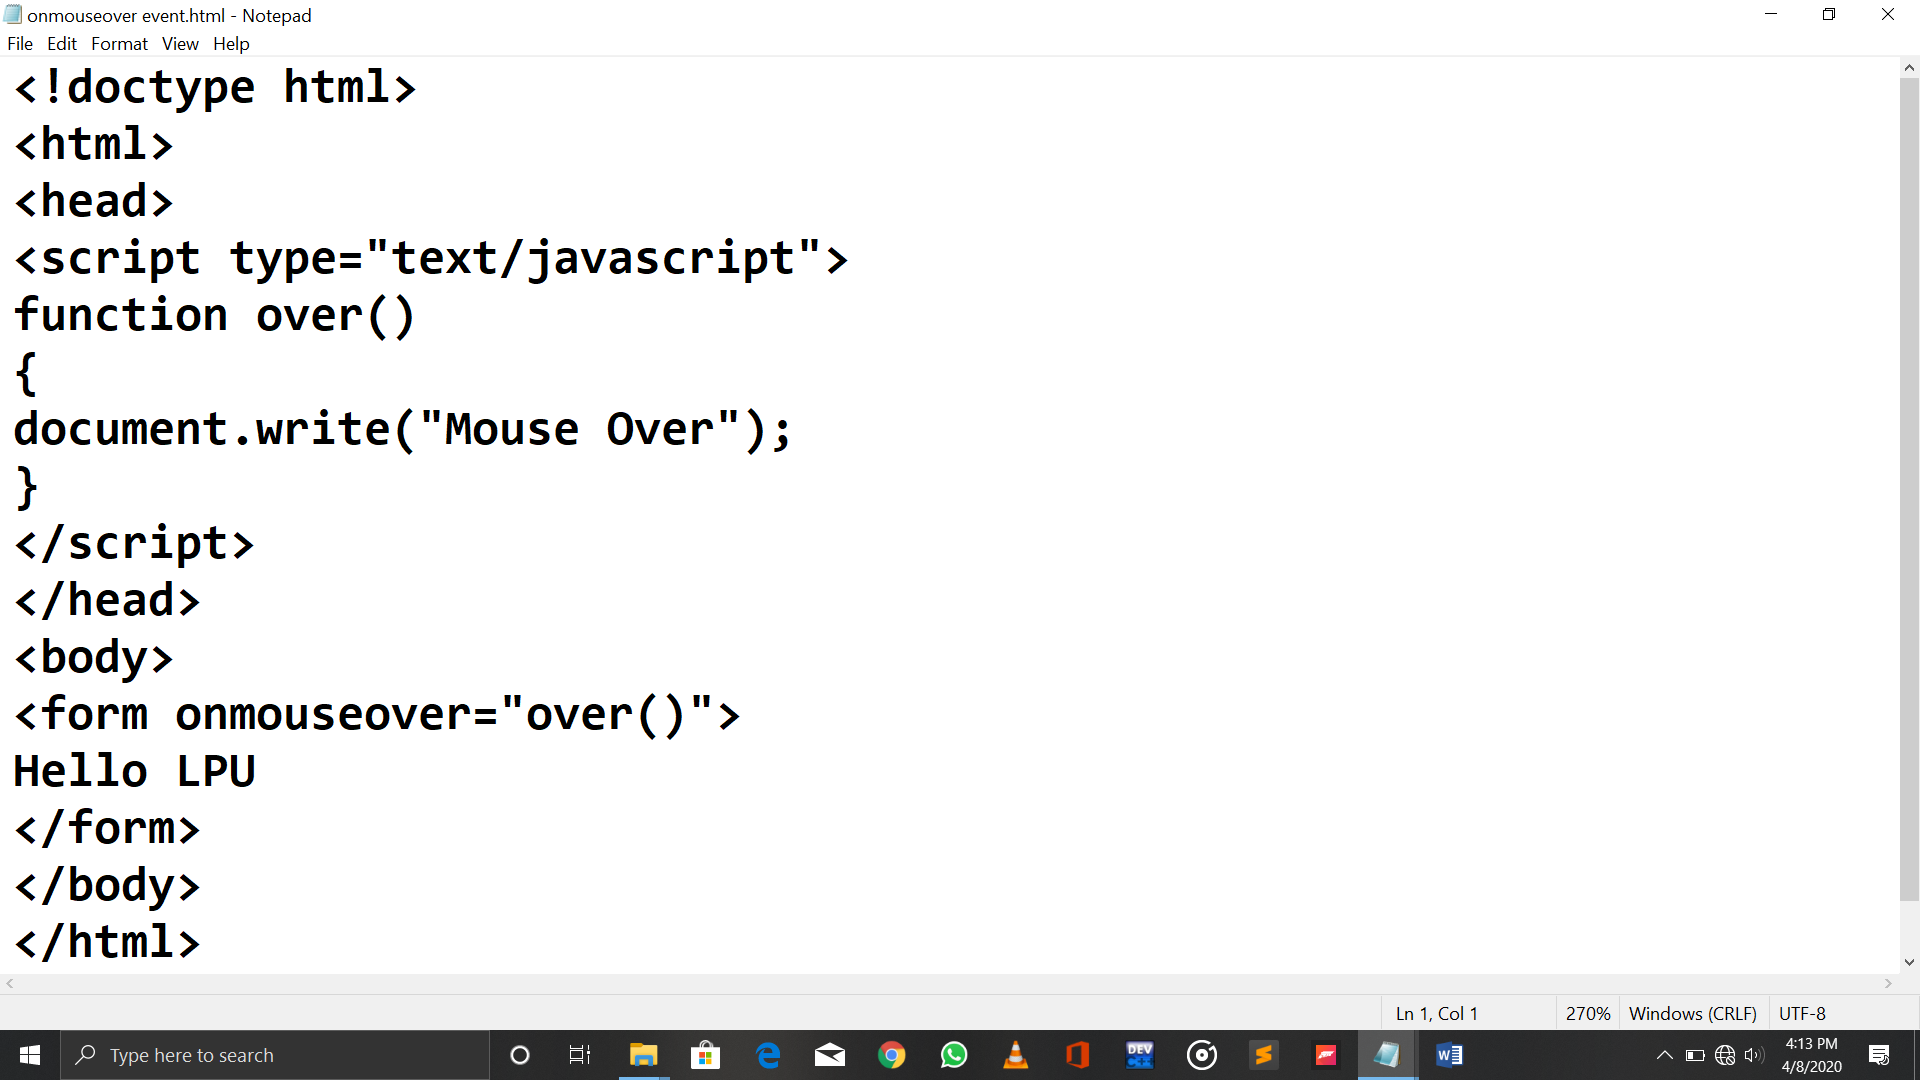 onmouseover event.html - Notepad
File Edit Format View Help
<!doctype html>
<html>
<head>
<script type="text/javascript">
function over()
{
document.write("Mouse Over");
}
</script>
</head>
<body>
<form onmouseover="over()">
Hello LPU
</form>
</body>
</html>
Ln 1, Col 1 270% Windows (CRLF) UTF-8
Type here to search
DEV
C++
W
4:13 PM
4/8/2020